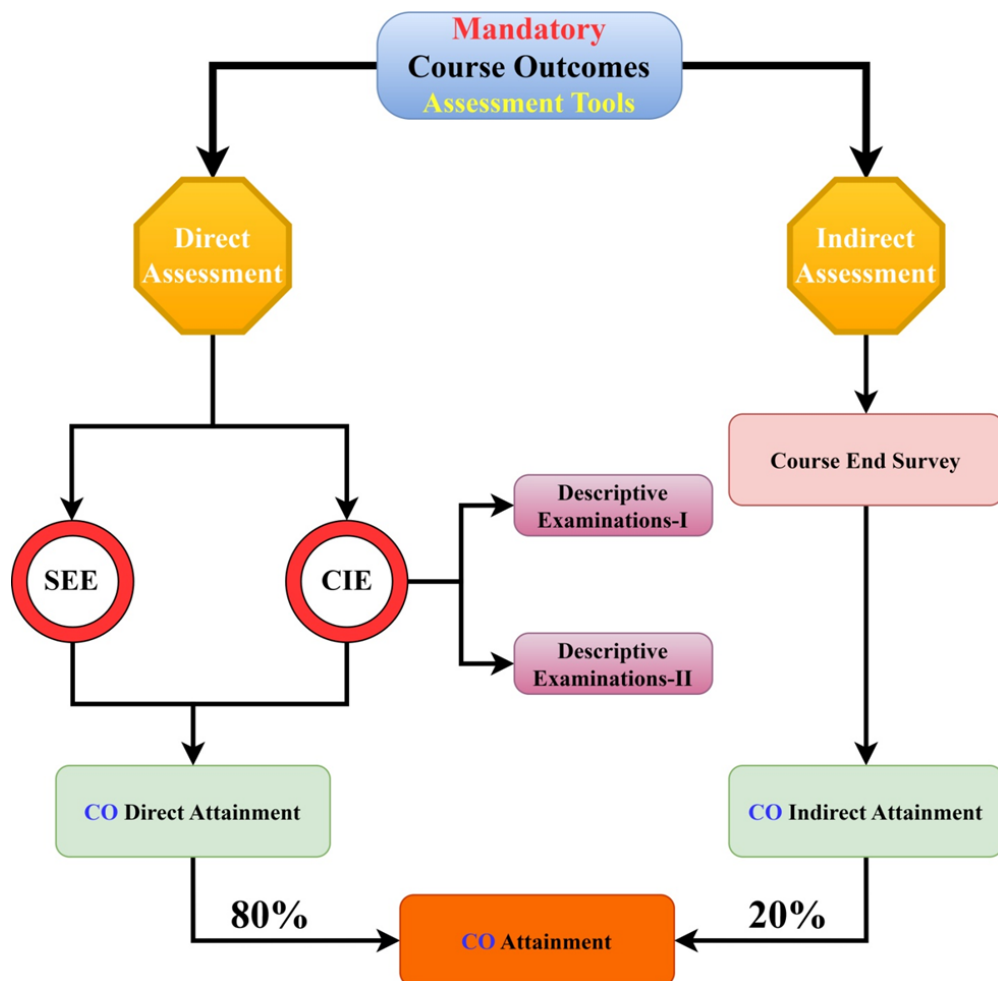 Mandatory
Course Outcomes
Assessment Tools
Direct
Assessment
Indirect
Assessment
Course End Survey
Descriptive
Examinations-I
SEE
CIE
Descriptive
Examinations-II
CO Direct Attainment
CO Indirect Attainment
80%
20%
CO Attainment